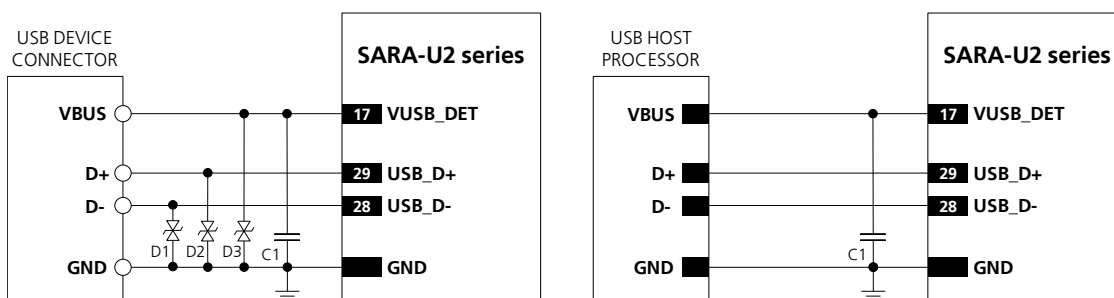 USB DEVICE
CONNECTOR
SARA-U2 series
VBUS
17 VUSB_DET
D+
29 USB_D+
D-
28 USB_D-
D1 D2 D3 C1
GND
GND
USB HOST
PROCESSOR
SARA-U2 series
VBUS
17 VUSB_DET
D+
29 USB_D+
D-
28 USB_D-
C1
GND
GND